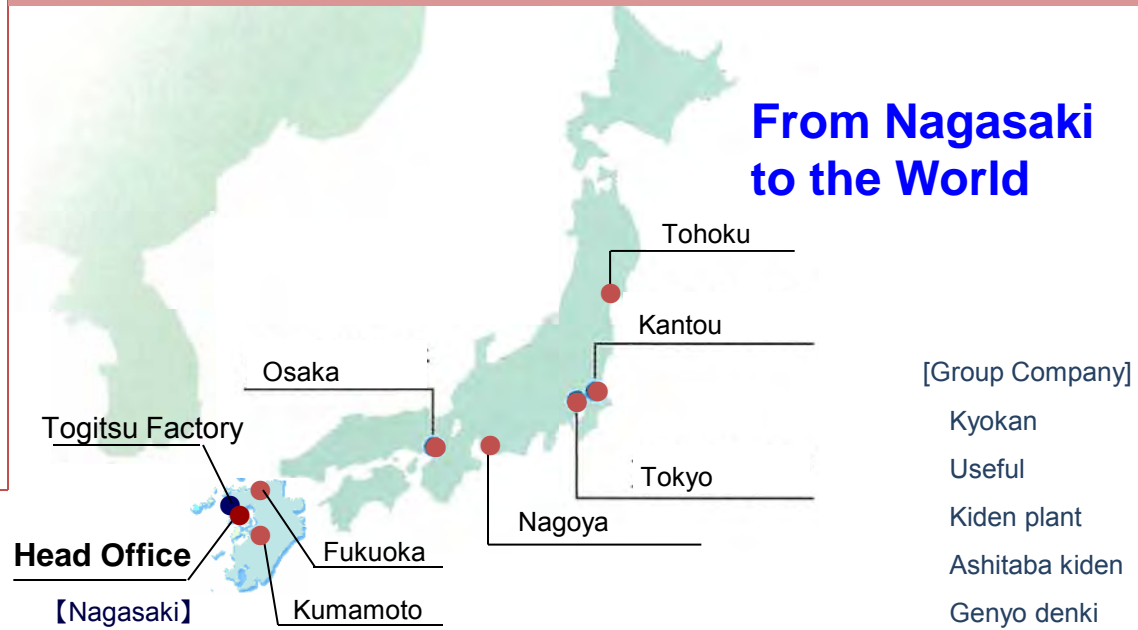 From Nagasaki
to the World
Tohoku
Kantou
Osaka
[Group Company]
Togitsu Factory
Kyokan
Useful
Tokyo
Nagoya
Kiden plant
Head Office
Fukuoka
Ashitaba kiden
【Nagasaki】
Kumamoto
Genyo denki